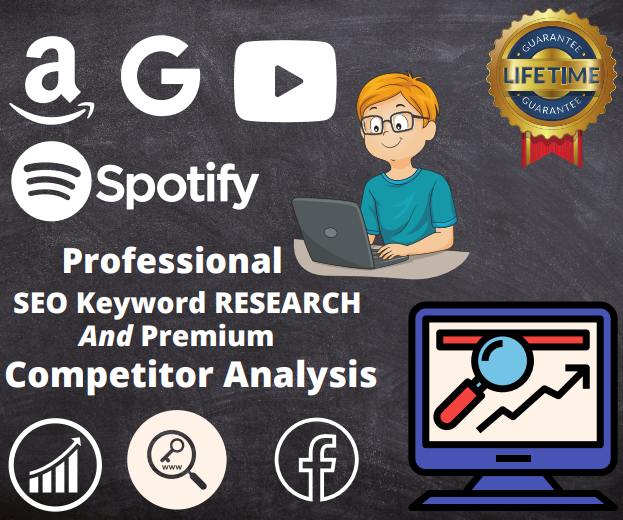 GUARANTEE
LIFETIME
GUARANTEE
Spotify
Professional
SEO Keyword RESEARCH
And Premium
Competitor Analysis
www